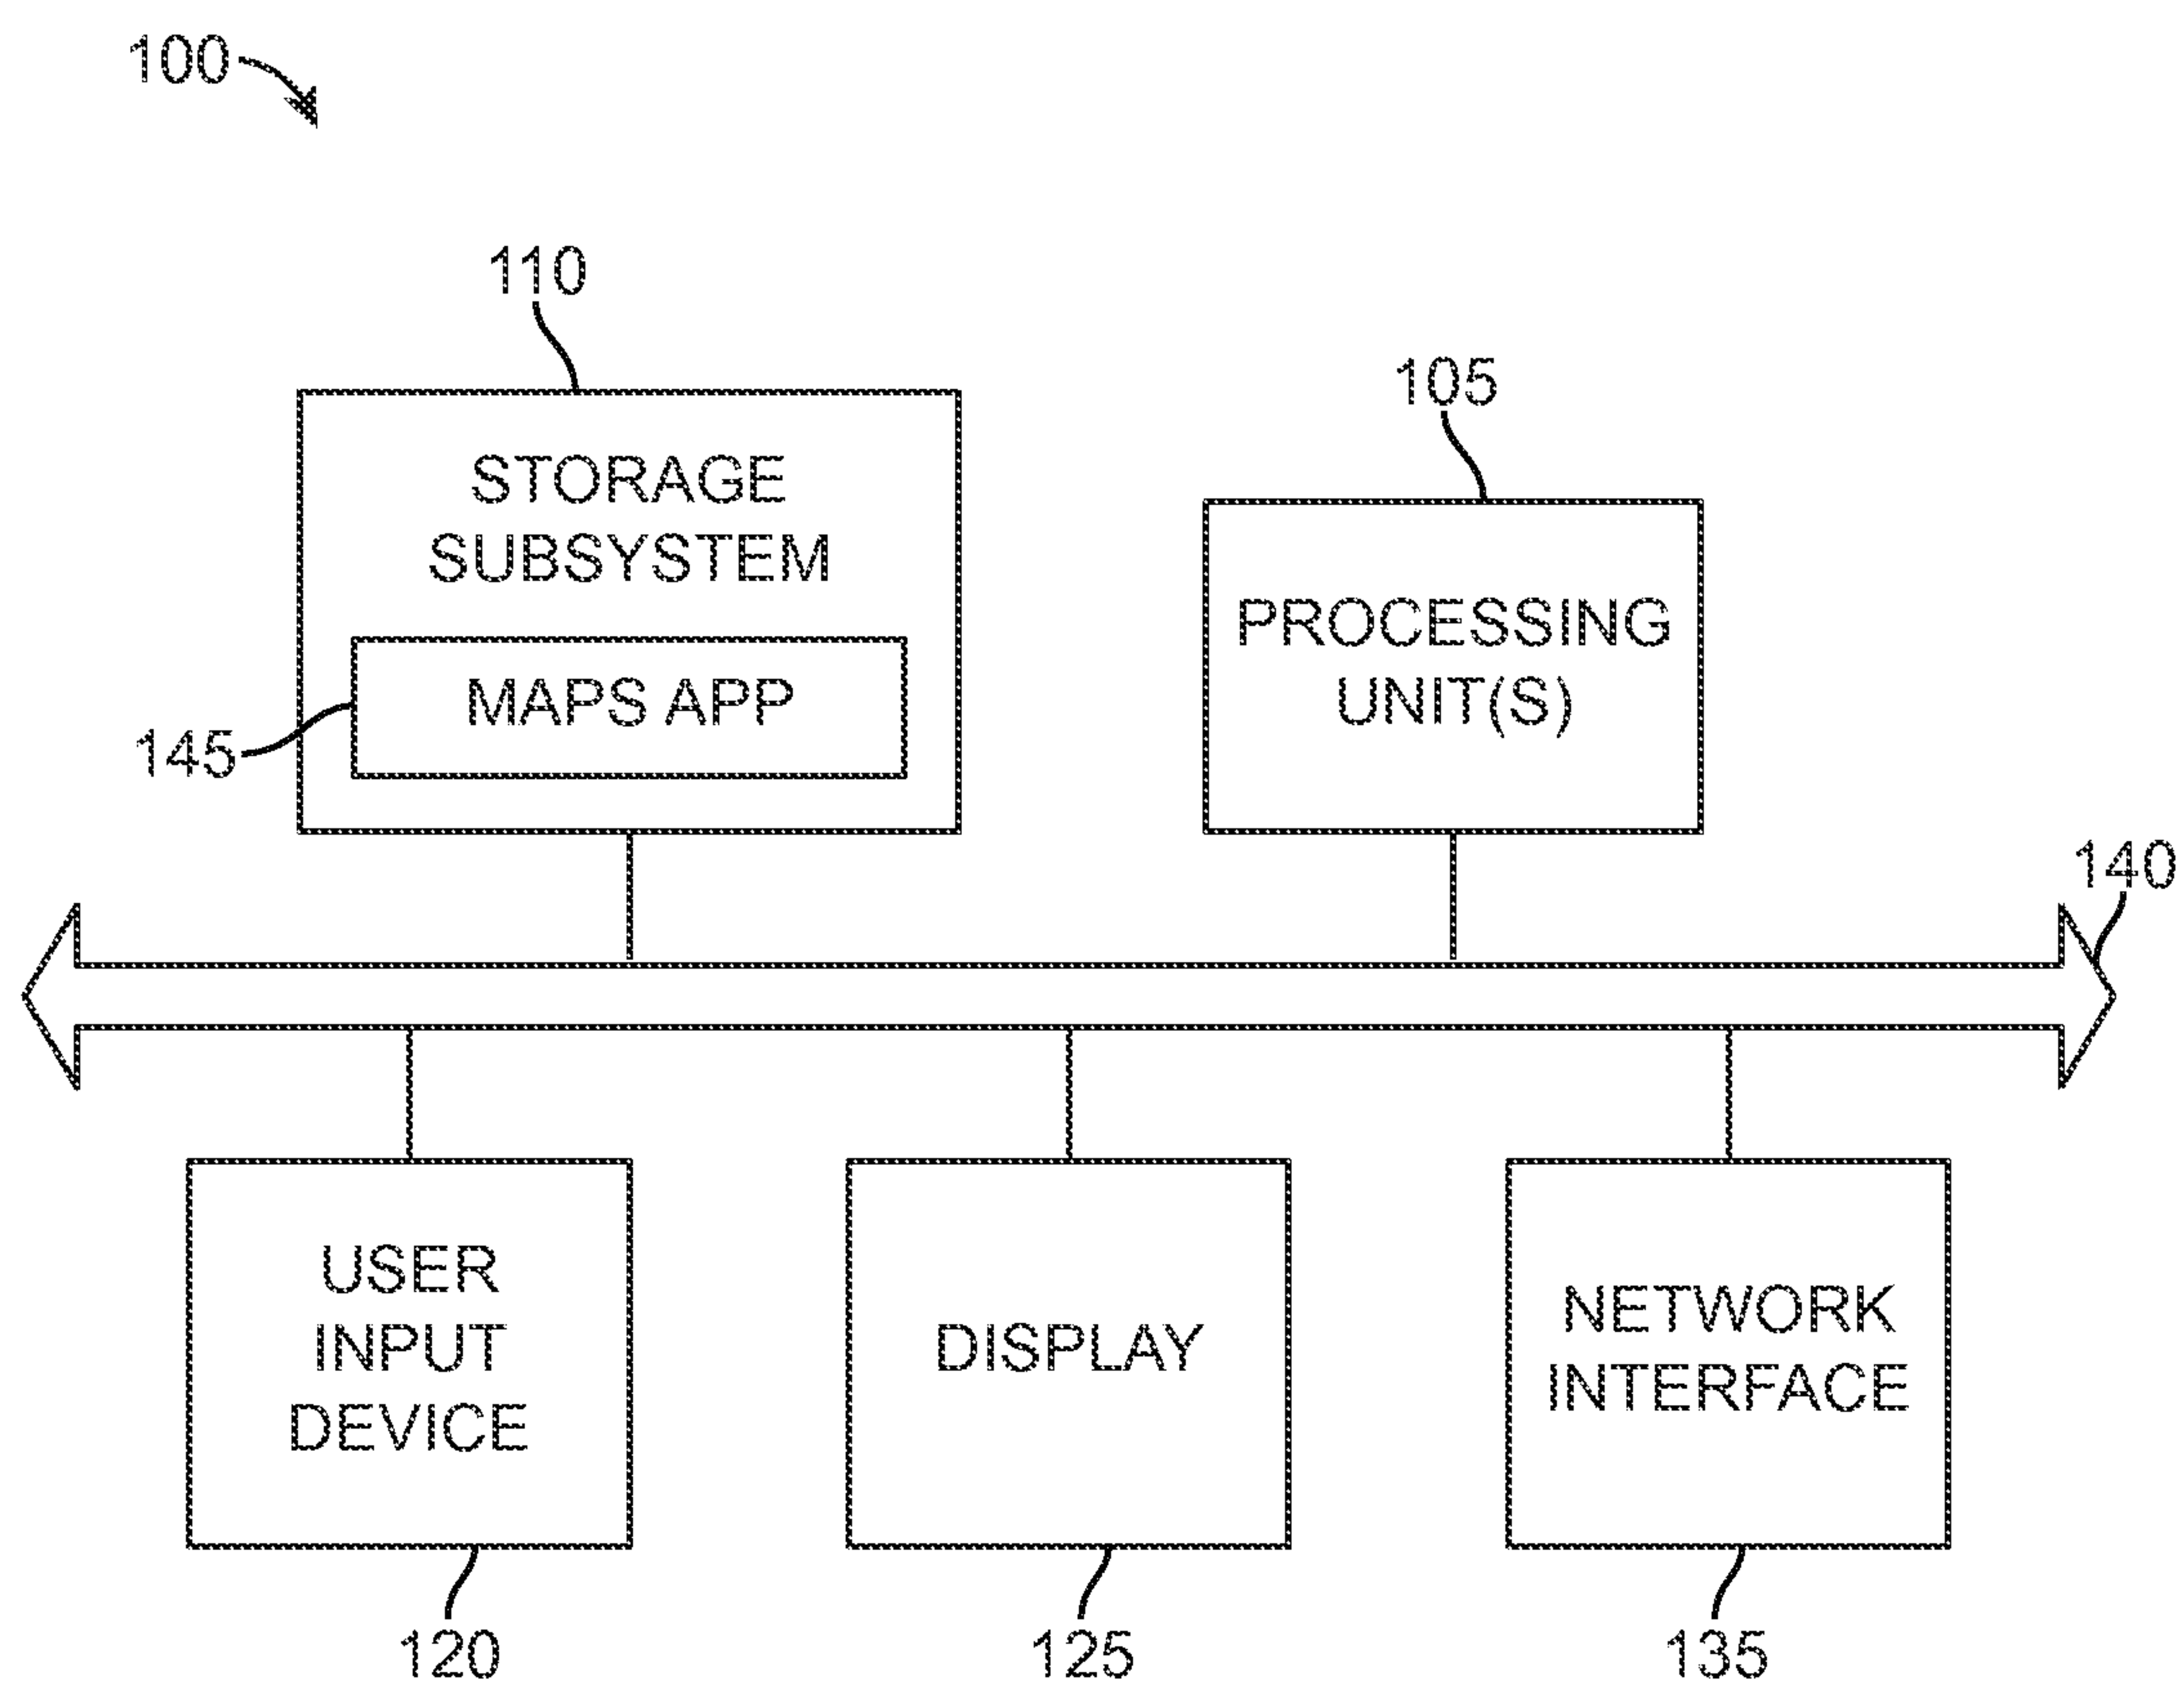 100
110
105
STORAGE
SUBSYSTEM
MAPS APP
145
PROCESSING
UNIT(S)
140
USER
INPUT
DEVICE
DISPLAY
NETWORK
INTERFACE
120
125
135